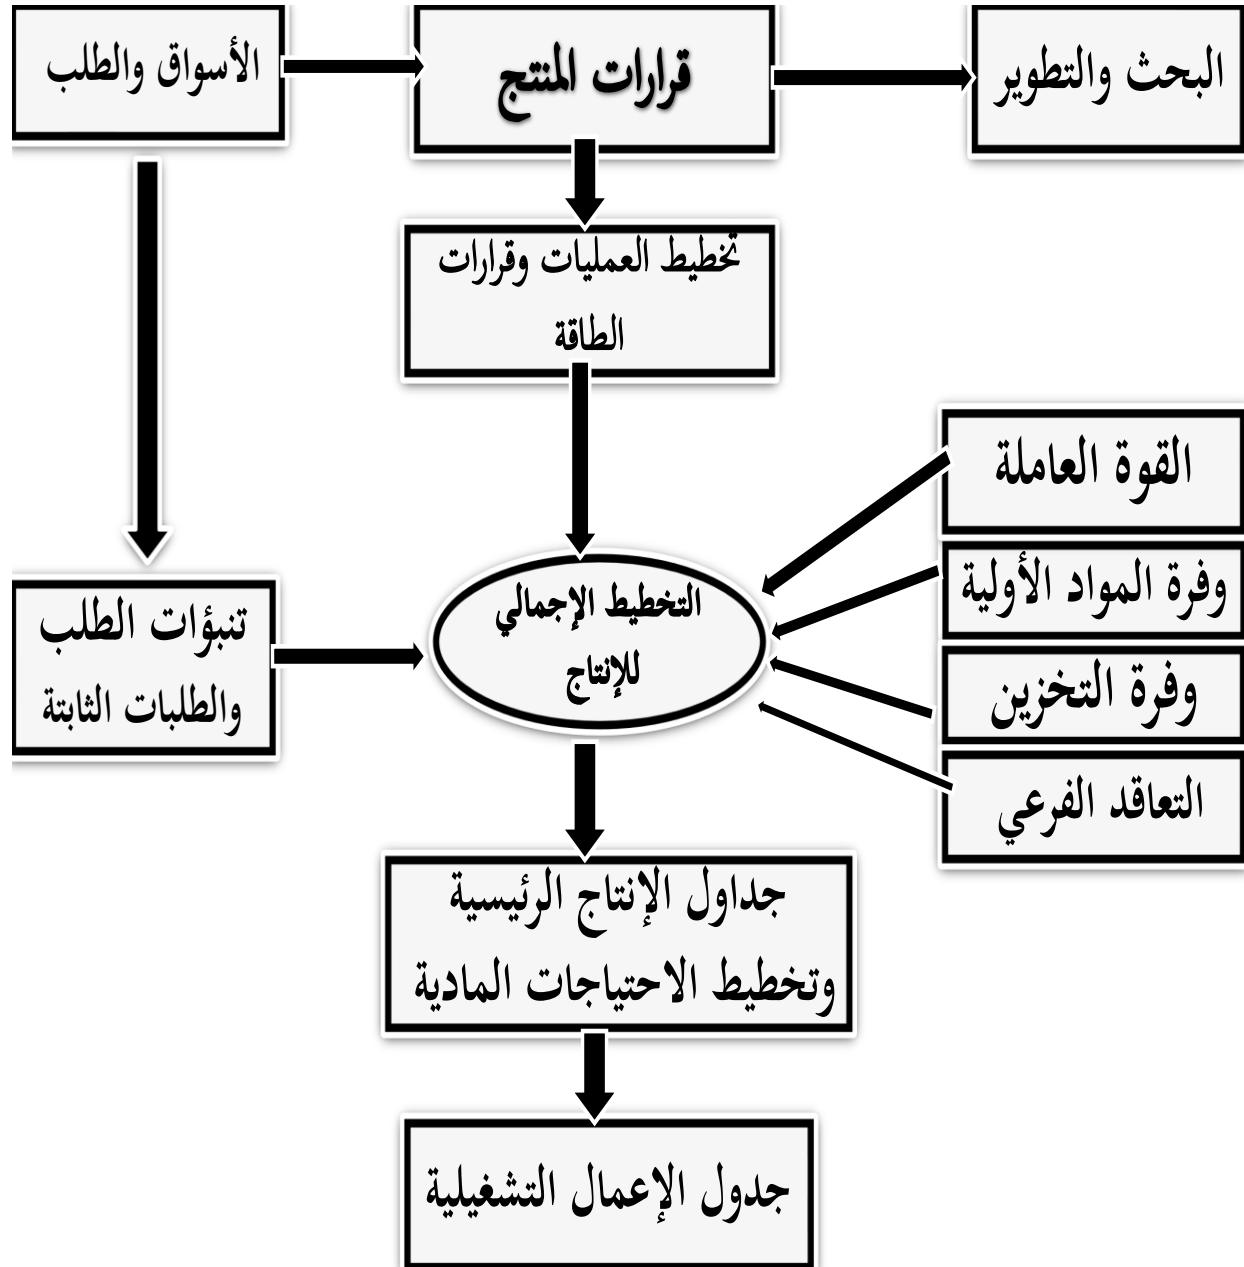 البحث والتطوير
قرارات المنتج
الأسواق والطلب
تخطيط العمليات وقرارات
الطاقة
القوة العاملة
وفرة المواد الأولية
وفرة التخزين
التعاقد الفرعي
التخطيط الإجمالي
للإنتاج
تنبؤات الطلب
والطلبات الثابتة
جداول الإنتاج الرئيسية
وتخطيط الاحتياجات المادية
جدول الإعمال التشغيلية